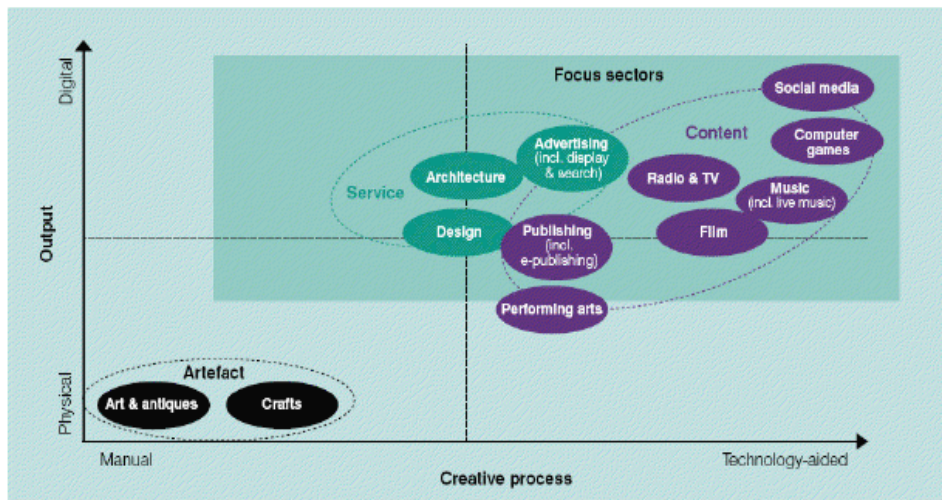 Digital
Focus sectors
Social media
Content
Computer
games
Advertising
(incl. display
& search)
Architecture
Service
Radio & TV
Music
(incl. live music)
Design
Publishing
(incl.
e-publishing)
Film
Output
Performing arts
Artefact
Art & antiques
Crafts
Physical
Manual
Technology-aided
Creative process